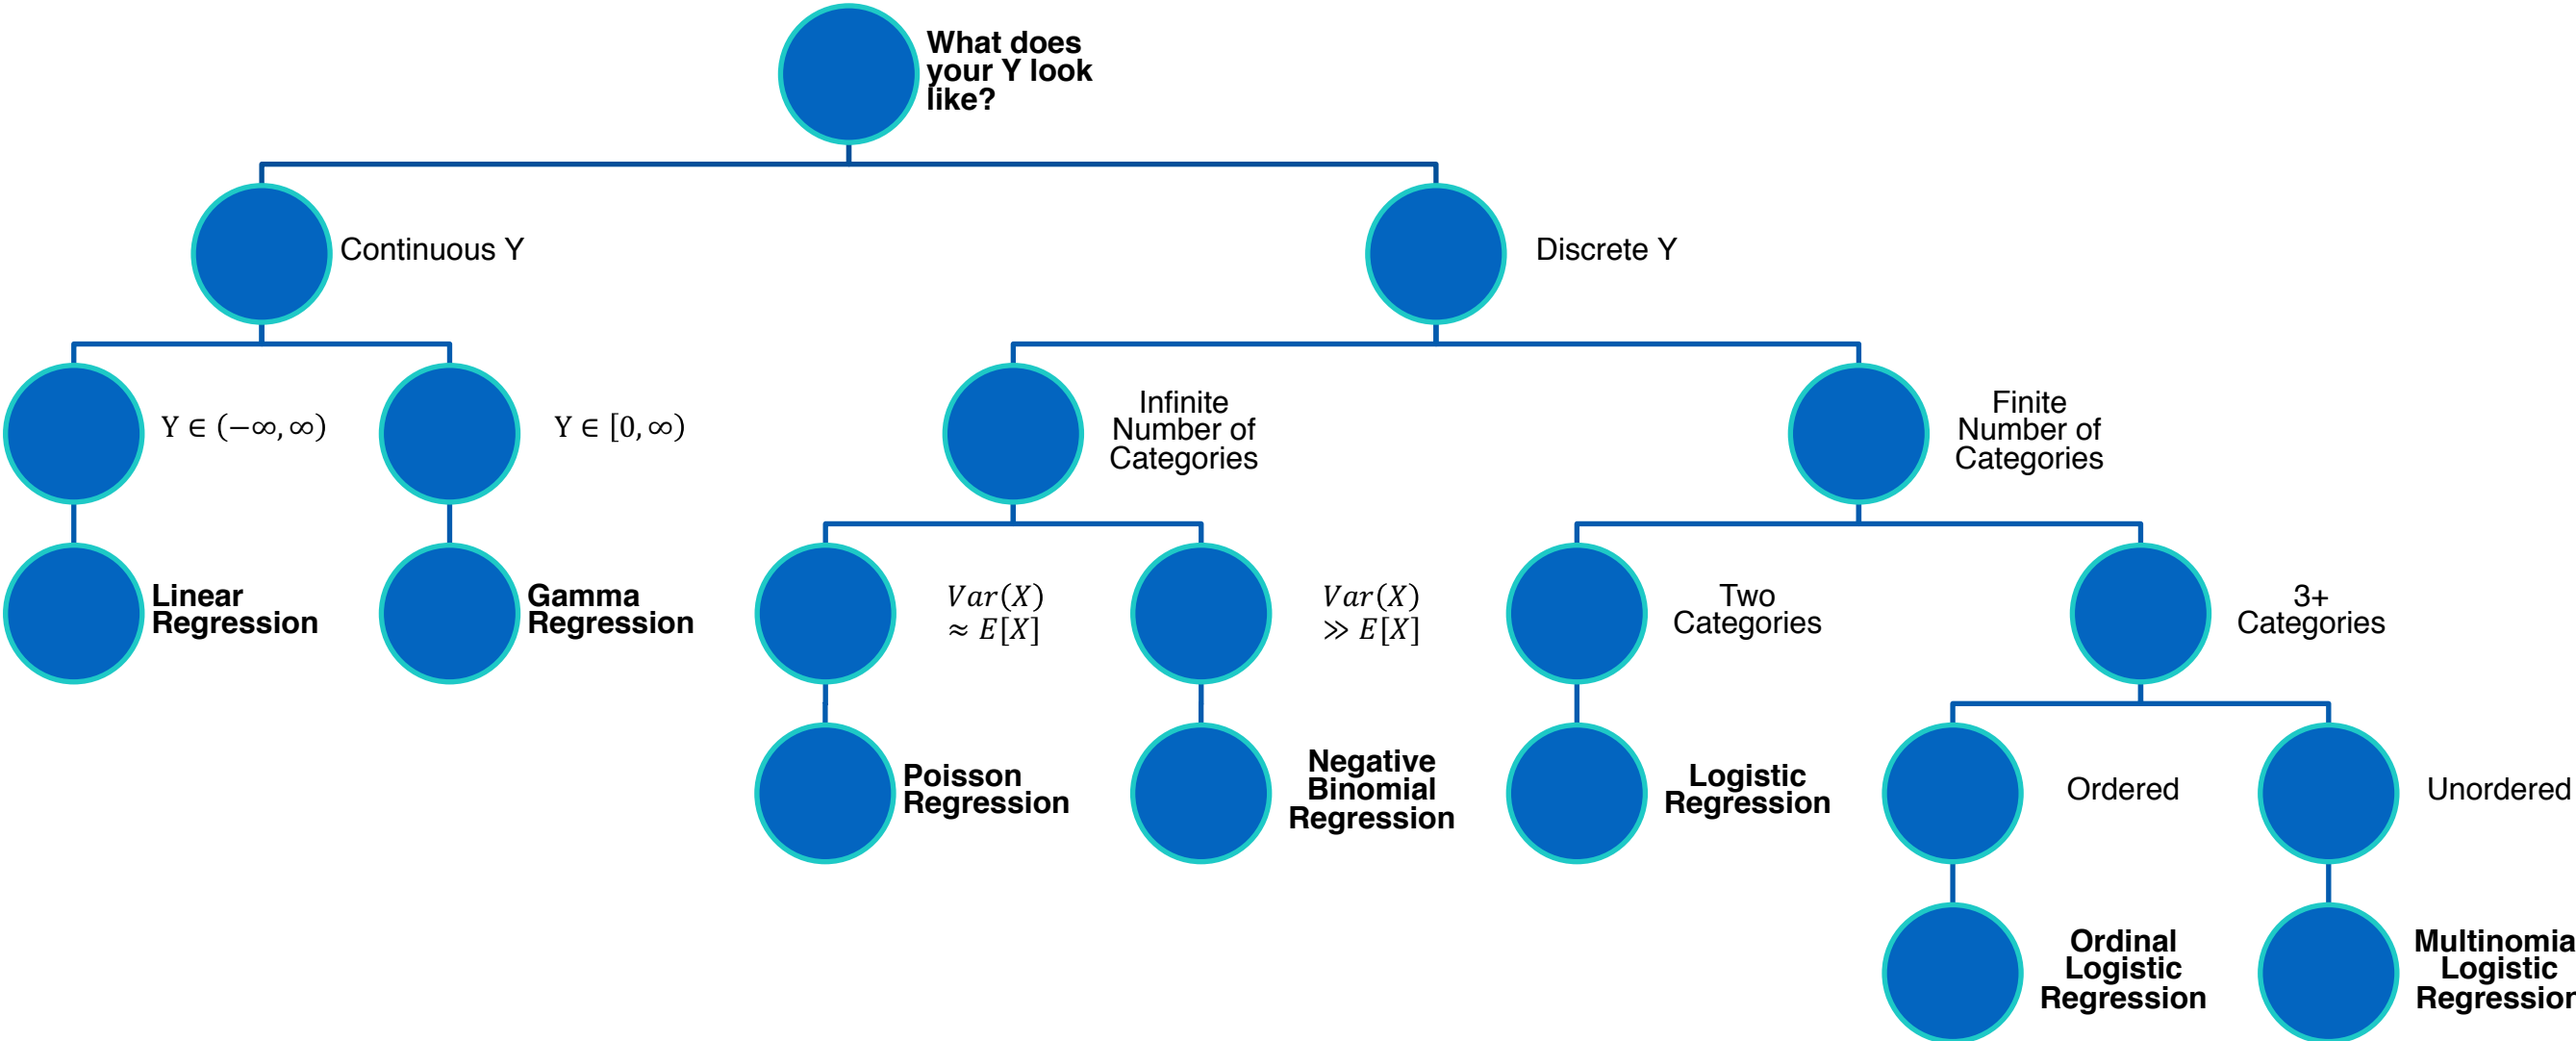 What does
your Y look
like?
Continuous Y
Discrete Y
Y ∈ (−∞, ∞)
Y ∈ [0, ∞)
Infinite
Number of
Categories
Finite
Number of
Categories
Linear
Regression
Gamma
Regression
Var(X)
≈ E[X]
Var(X)
≫ E[X]
Two
Categories
3+
Categories
Poisson
Regression
Negative
Binomial
Regression
Logistic
Regression
Ordered
Unordered
Ordinal
Logistic
Regression
Multinomia
Logistic
Regression